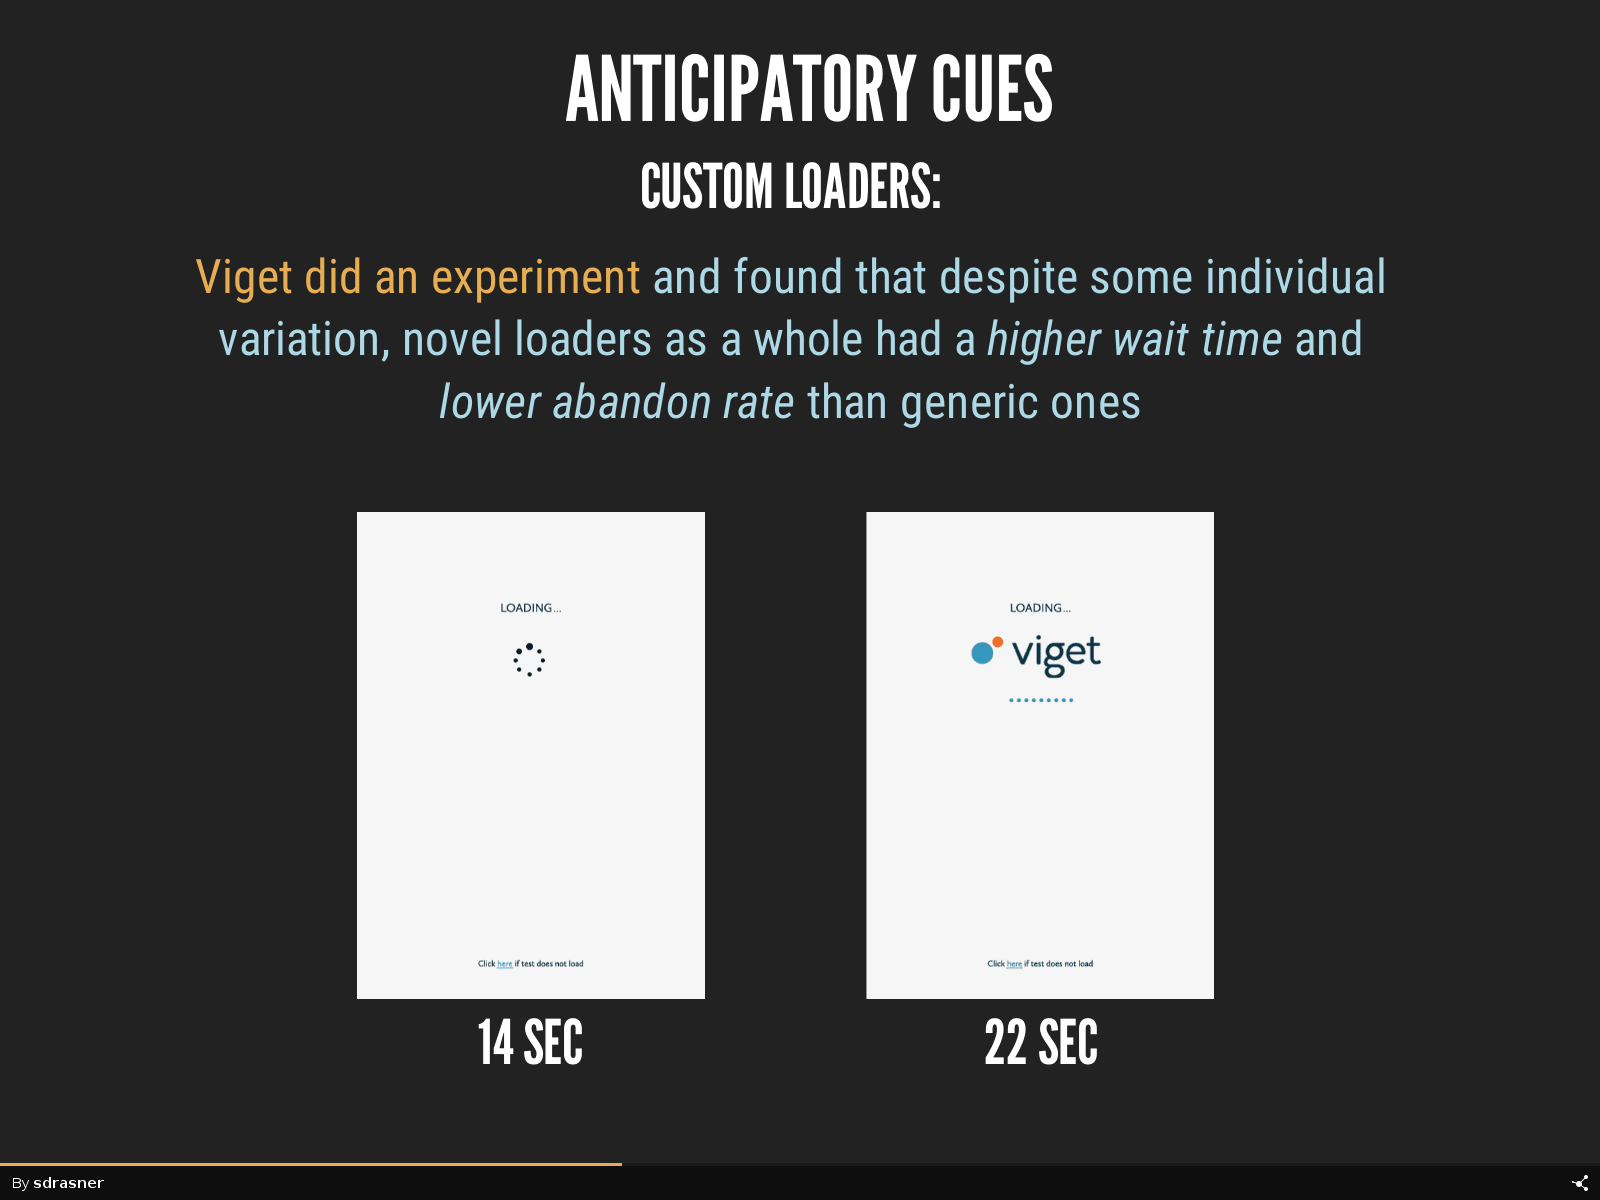 ANTICIPATORY CUES
CUSTOM LOADERS:
Viget did an experiment and found that despite some individual
variation, novel loaders as a whole had a higher wait time and
lower abandon rate than generic ones
LOADING...
Click here if test does not load
14 SEC
LOADING...
viget
Click here if test does not load
22 SEC
By sdrasner